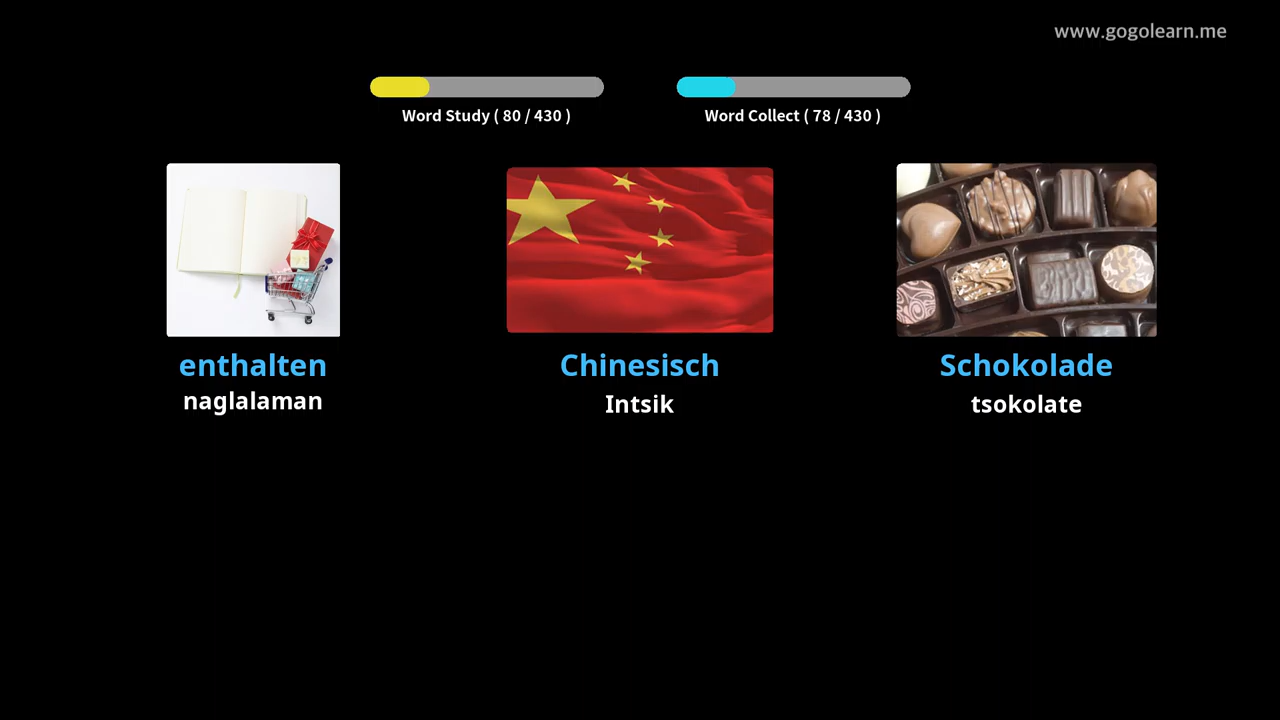 www.gogolearn.me
Word Study ( 80 / 430 )
Word Collect ( 78 / 430 )
enthalten
naglalaman
Chinesisch
Intsik
Schokolade
tsokolate